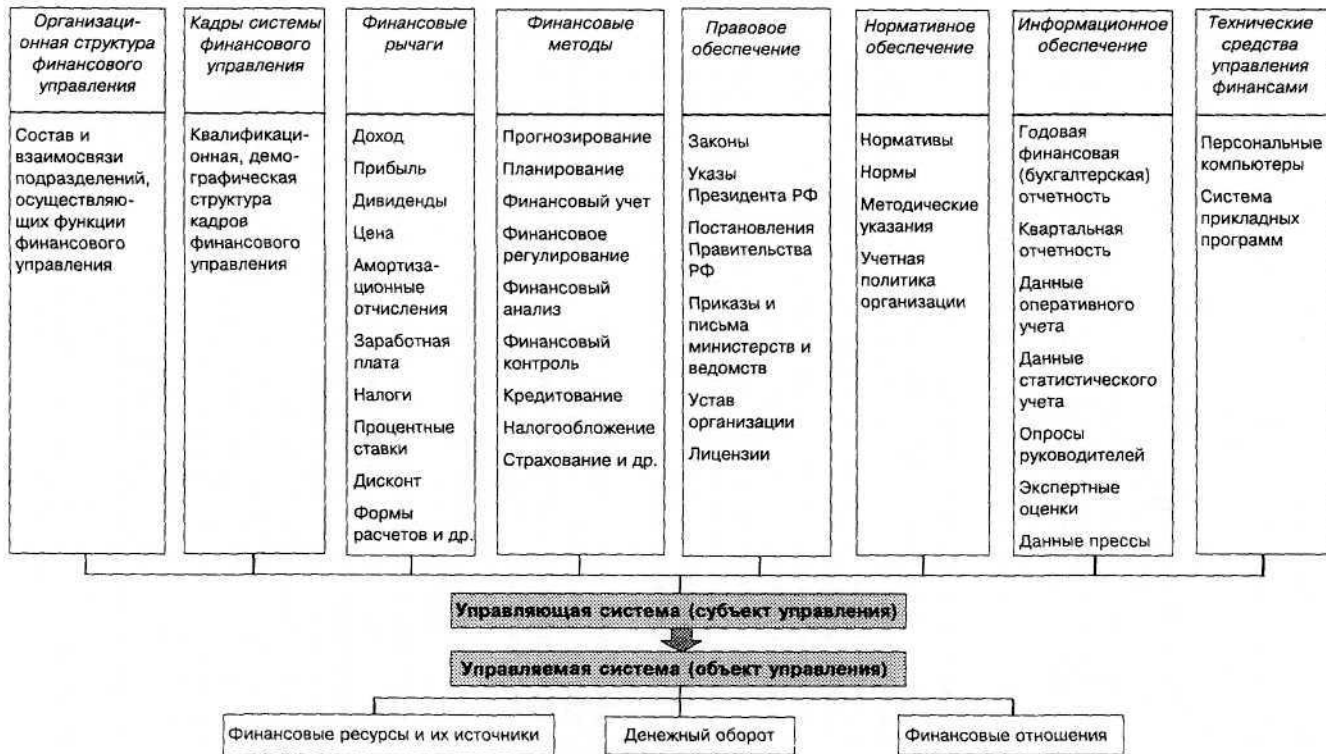 Организаци-
онная структура
финансового
управления
Состав и
взаимосвязи
подразделений,
осуществляю-
щих функции
финансового
управления
Кадры системы
финансового
управления
Квалификаци-
онная, демо-
графическая
структура
кадров
финансового
управления
Финансовые
рычаги
Доход
Прибыль
Дивиденды
Цена
Амортиза-
ционные
отчисления
Заработная
плата
Налоги
Процентные
ставки
Дисконт
Формы
расчетов и др.
Финансовые
методы
Прогнозирование
Планирование
Финансовый учет
Финансовое
регулирование
Финансовый
анализ
Финансовый
контроль
Кредитование
Налогообложение
Страхование и др.
Правовое
обеспечение
Законы
Указы
Президента РФ
Постановления
Правительства
РФ
Приказы и
письма
министерств и
ведомств
Устав
организации
Лицензии
Нормативное
обеспечение
Нормативы
Нормы
Методические
указания
Учетная
политика
организации
Информационное
обеспечение
Годовая
финансовая
(бухгалтерская)
отчетность
Квартальная
отчетность
Данные
оперативного
учета
Данные
статистического
учета
Опросы
руководителей
Экспертные
оценки
Данные прессы
Технические
средства
управления
финансами
Персональные
компьютеры
Система
прикладных
программ
Управляющая система (субъект управления)
Управляемая система (объект управления)
Финансовые ресурсы и их источники
Денежный оборот
Финансовые отношения